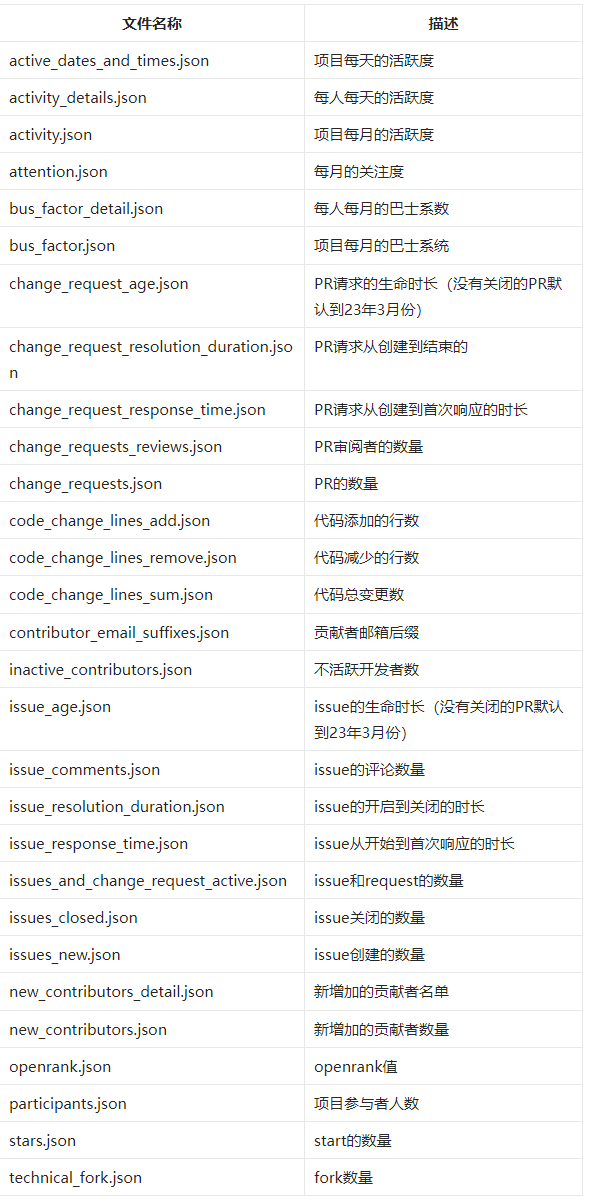 文件名称 描述
active_dates_and_times.json 项目每天的活跃度
activity_details.json 每人每天的活跃度
activity.json 项目每月的活跃度
attention.json 每月的关注度
bus_factor_detail.json 每人每月的巴士系数
bus_factor.json 项目每月的巴士系统
change_request_age.json PR请求的生命时长（没有关闭的PR默
认到23年3月份）
change_request_resolution_duration.jso PR请求从创建到结束的
n
change_request_response_time.json PR请求从创建到首次响应的时长
change_requests_reviews.json PR审阅者的数量
change_requests.json PR的数量
code_change_lines_add.json 代码添加的行数
code_change_lines_remove.json 代码减少的行数
code_change_lines_sum.json 代码总变更数
contributor_email_suffixes.json 贡献者邮箱后缀
inactive_contributors.json 不活跃开发者数
issue_age.json issue的生命时长（没有关闭的PR默认
到23年3月份）
issue_comments.json issue的评论数量
issue_resolution_duration.json issue的开启到关闭的时长
issue_response_time.json issue从开始到首次响应的时长
issues_and_change_request_active.json issue和request的数量
issues_closed.json issue关闭的数量
issues_new.json issue创建的数量
new_contributors_detail.json 新增加的贡献者名单
new_contributors.json 新增加的贡献者数量
openrank.json openrank值
participants.json 项目参与者人数
stars.json start的数量
technical_fork.json fork数量